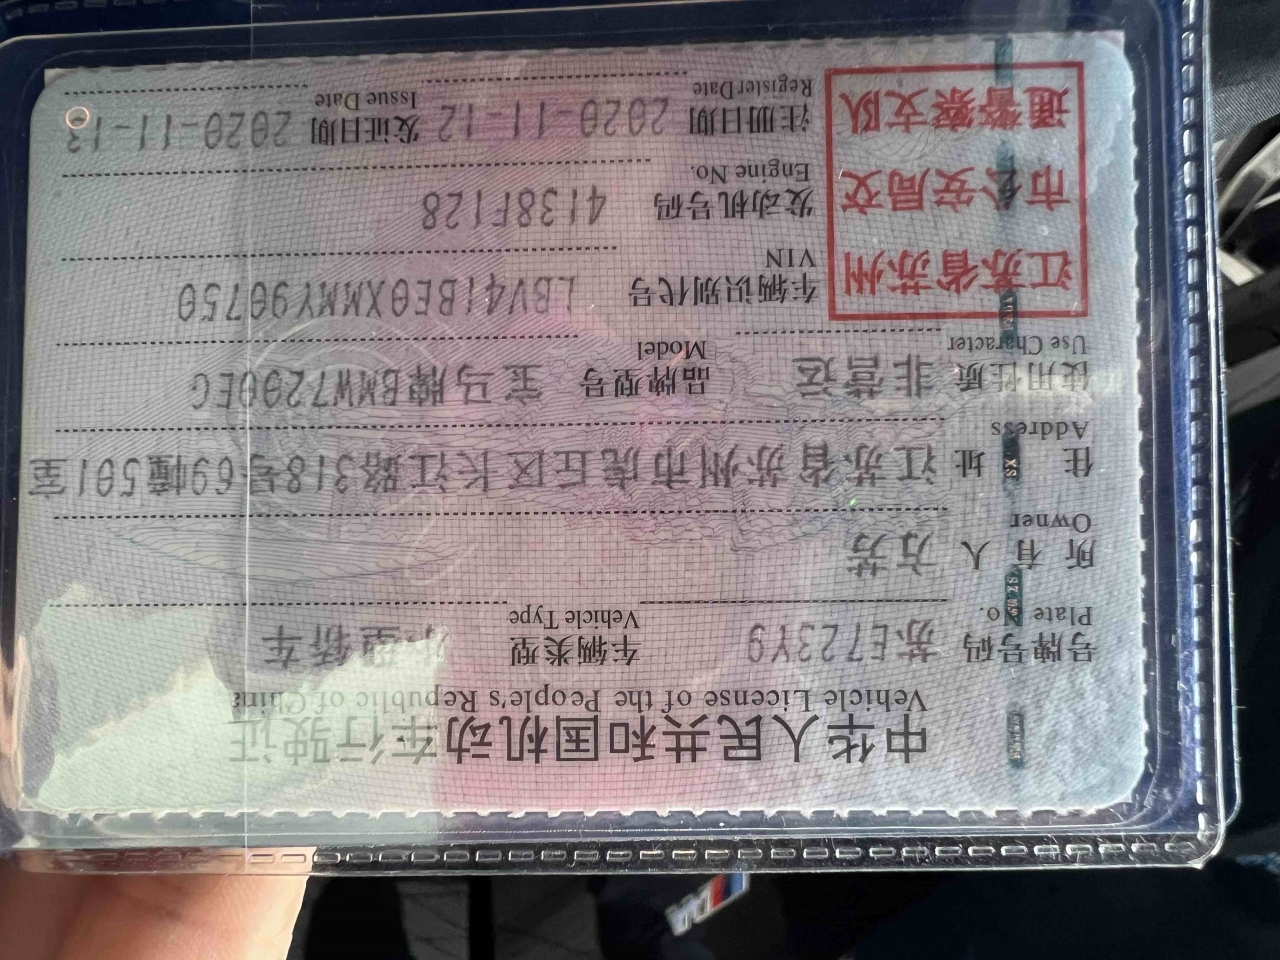 中华人民共和国机动车行驶证
Vehicle License of the People's Republic of China
号牌号码 苏E723Y9 车辆类型 小型轿车
Plate No. Vehicle Type
所有人 方芳
Owner
住址 江苏省苏州市虎丘区长江路318号69幢501室
Address
使用性质 非营运 品牌型号 宝马牌BMW7200EG
Use Character Model
江苏省苏州
市公安局交
通警察支队
车辆识别代号 LBV41BE0XMMY90750
VIN
发动机号码 4138F128
Engine No.
注册日期 2020-11-12 发证日期 2020-11-13
Register Date Issue Date